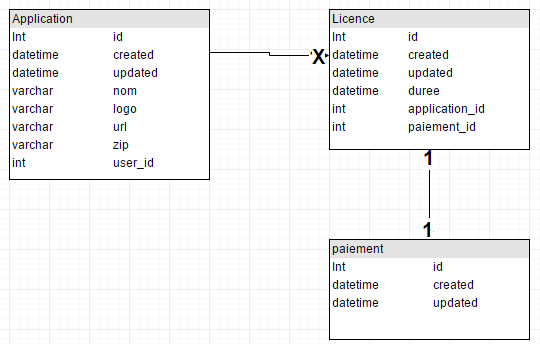 Application
Int id
datetime created
datetime updated
varchar nom
varchar logo
varchar url
varchar zip
int user_id
X
Licence
Int id
datetime created
datetime updated
datetime duree
int application_id
int paiement_id
1
1
paiement
Int id
datetime created
datetime updated